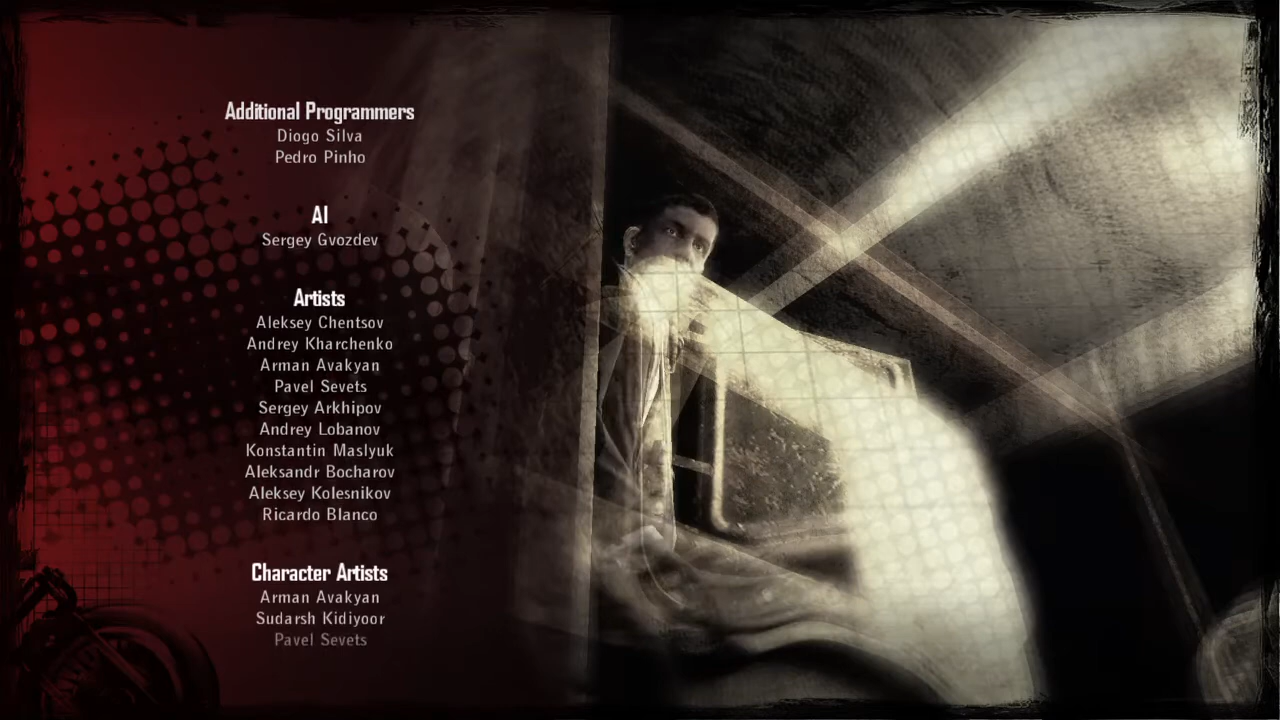 Additional Programmers
Diogo Silva
Pedro Pinho
AI
Sergey Gvozdev
Artists
Aleksey Chentsov
Andrey Kharchenko
Arman Avakyan
Pavel Sevets
Sergey Arkhipov
Andrey Lobanov
Konstantin Maslyuk
Aleksandr Bocharov
Aleksey Kolesnikov
Ricardo Blanco
Character Artists
Arman Avakyan
Sudarsh Kidiyoor
Pavel Sevets